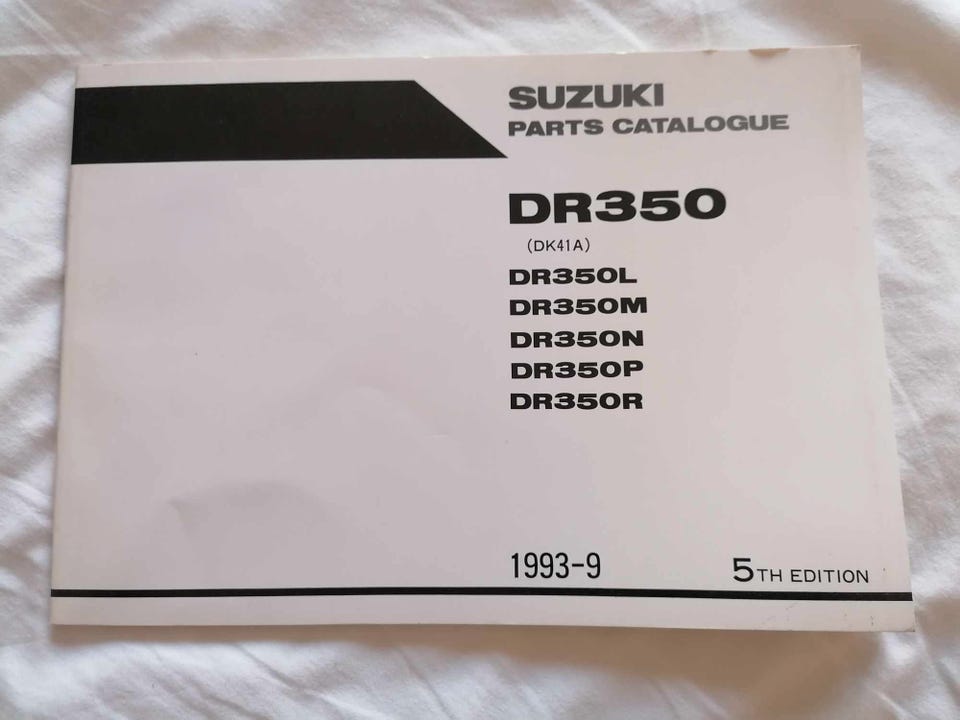 SUZUKI
PARTS CATALOGUE
DR350
(DK41A)
DR350L
DR350M
DR350N
DR350P
DR350R
1993-9
5TH EDITION